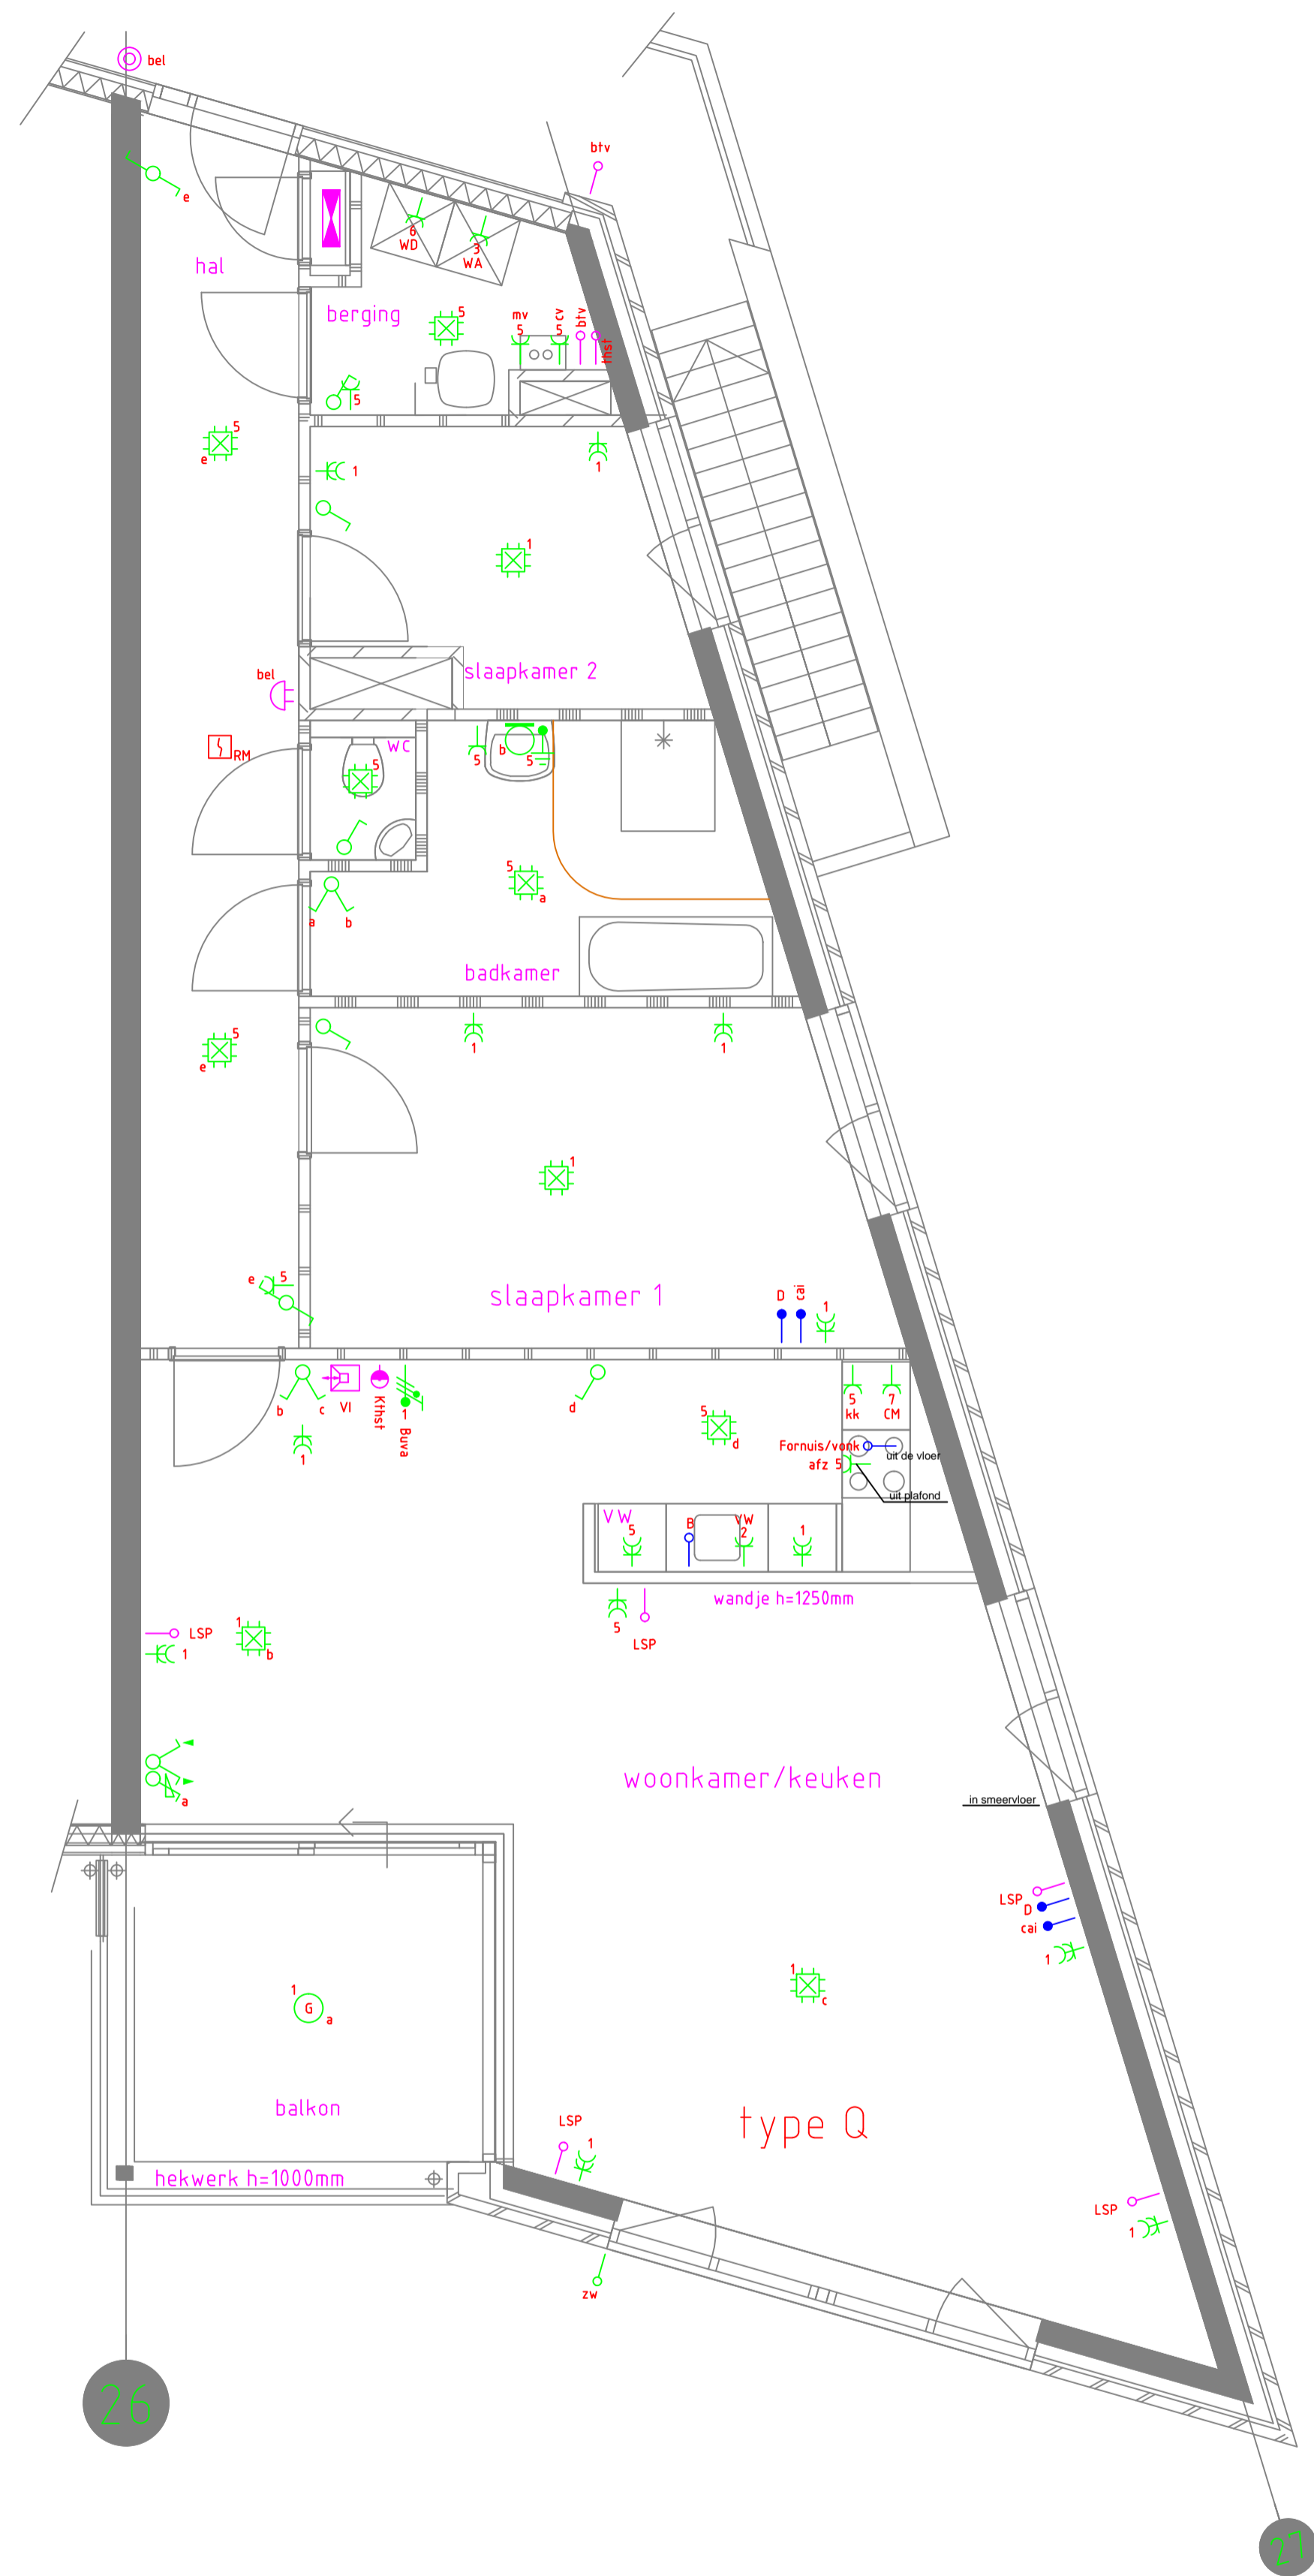 bel
btv
e
6
WD
3
WA
hal
berging
5
mv
5
cv
5
btv
thst
5
5
e
1
1
1
slaapkamer 2
bel
RM
WC
5
5
b
5
5
a
a
b
badkamer
1
1
5
e
1
e
5
slaapkamer 1
D
cai
1
b
c
VI
Kthst
1
Buva
1
d
5
d
5
kk
7
CM
Fornuis/vonk
uit de vloer
afz 5
uit plafond
VW
5
B
VW
2
1
wandje h=1250mm
5
LSP
LSP
1
1
b
a
woonkamer/keuken
in smeervloer
LSP
D
cai
1
1
c
1
G
a
balkon
type Q
LSP
1
hekwerk h=1000mm
LSP
1
zw
26
27